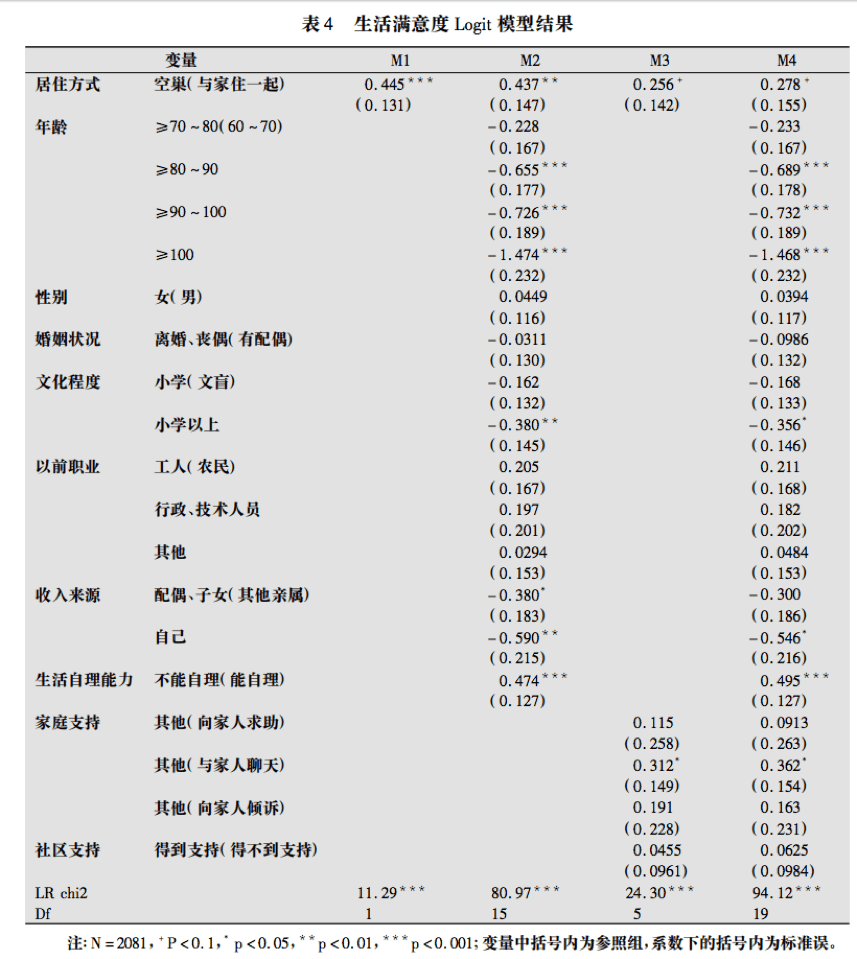 表4 生活满意度 Logit 模型结果
变量 M1 M2 M3 M4
居住方式 空巢(与家住一起) 0.445*** 0.437** 0.256+ 0.278+
(0.131) (0.147) (0.142) (0.155)
年龄 ≥70~80(60~70) -0.228 -0.233
(0.167) (0.167)
≥80~90 -0.655*** -0.689***
(0.177) (0.178)
≥90~100 -0.726*** -0.732***
(0.189) (0.189)
≥100 -1.474*** -1.468***
(0.232) (0.232)
性别 女(男) 0.0449 0.0394
(0.116) (0.117)
婚姻状况 离婚、丧偶(有配偶) -0.0311 -0.0986
(0.130) (0.132)
文化程度 小学(文盲) -0.162 -0.168
(0.132) (0.133)
小学以上 -0.380** -0.356*
(0.145) (0.146)
以前职业 工人(农民) 0.205 0.211
(0.167) (0.168)
行政、技术人员 0.197 0.182
(0.201) (0.202)
其他 0.0294 0.0484
(0.153) (0.153)
收入来源 配偶、子女(其他亲属) -0.380* -0.300
(0.183) (0.186)
自己 -0.590** -0.546*
(0.215) (0.216)
生活自理能力 不能自理(能自理) 0.474*** 0.495***
(0.127) (0.127)
家庭支持 其他(向家人求助) 0.115 0.0913
(0.258) (0.263)
其他(与家人聊天) 0.312* 0.362*
(0.149) (0.154)
其他(向家人倾诉) 0.191 0.163
(0.228) (0.231)
社区支持 得到支持(得不到支持) 0.0455 0.0625
(0.0961) (0.0984)
LR chi2 11.29*** 80.97*** 24.30*** 94.12***
Df 1 15 5 19
注:N=2081,+P<0.1,*p<0.05,**p<0.01,***p<0.001;变量中括号内为参照组,系数下的括号内为标准误。